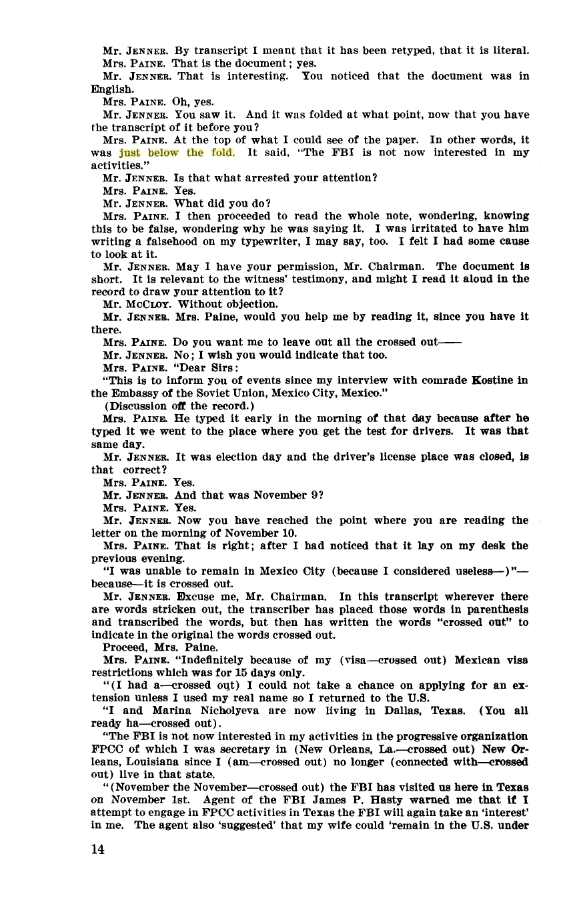 Mr. JENNER. By transcript I meant that it has been retyped, that it is literal.
Mrs. PAINE. That is the document; yes.
Mr. JENNER. That is interesting. You noticed that the document was in
English.
Mrs. PAINE. Oh, yes.
Mr. JENNER. You saw it. And it was folded at what point, now that you have
the transcript of it before you?
Mrs. PAINE. At the top of what I could see of the paper. In other words, it
was just below the fold. It said, "The FBI is not now interested in my
activities."
Mr. JENNER. Is that what arrested your attention?
Mrs. PAINE. Yes.
Mr. JENNER. What did you do?
Mrs. PAINE. I then proceeded to read the whole note, wondering, knowing
this to be false, wondering why he was saying it. I was irritated to have him
writing a falsehood on my typewriter, I may say, too. I felt I had some cause
to look at it.
Mr. JENNER. May I have your permission, Mr. Chairman. The document is
short. It is relevant to the witness' testimony, and might I read it aloud in the
record to draw your attention to it?
Mr. MCCLOY. Without objection.
Mr. JENNER. Mrs. Paine, would you help me by reading it, since you have it
there.
Mrs. PAINE. Do you want me to leave out all the crossed out——
Mr. JENNER. No; I wish you would indicate that too.
Mrs. PAINE. "Dear Sirs:
"This is to inform you of events since my interview with comrade Kostine in
the Embassy of the Soviet Union, Mexico City, Mexico."
(Discussion off the record.)
Mrs. PAINE. He typed it early in the morning of that day because after he
typed it we went to the place where you get the test for drivers. It was that
same day.
Mr. JENNER. It was election day and the driver's license place was closed, is
that correct?
Mrs. PAINE. Yes.
Mr. JENNER. And that was November 9?
Mrs. PAINE. Yes.
Mr. JENNER. Now you have reached the point where you are reading the
letter on the morning of November 10.
Mrs. PAINE. That is right; after I had noticed that it lay on my desk the
previous evening.
"I was unable to remain in Mexico City (because I considered useless—)"—
because—it is crossed out.
Mr. JENNER. Excuse me, Mr. Chairman. In this transcript wherever there
are words stricken out, the transcriber has placed those words in parenthesis
and transcribed the words, but then has written the words "crossed out" to
indicate in the original the words crossed out.
Proceed, Mrs. Paine.
Mrs. PAINE. "Indefinitely because of my (visa—crossed out) Mexican visa
restrictions which was for 15 days only.
"(I had a—crossed out) I could not take a chance on applying for an ex-
tension unless I used my real name so I returned to the U.S.
"I and Marina Nicholyeva are now living in Dallas, Texas. (You all
ready ha—crossed out).
"The FBI is not now interested in my activities in the progressive organization
FPCC of which I was secretary in (New Orleans, La.—crossed out) New Or-
leans, Louisiana since I (am—crossed out) no longer (connected with—crossed
out) live in that state.
"(November the November—crossed out) the FBI has visited us here in Texas
on November 1st. Agent of the FBI James P. Hasty warned me that if I
attempt to engage in FPCC activities in Texas the FBI will again take an 'interest'
in me. The agent also 'suggested' that my wife could 'remain in the U.S. under
14